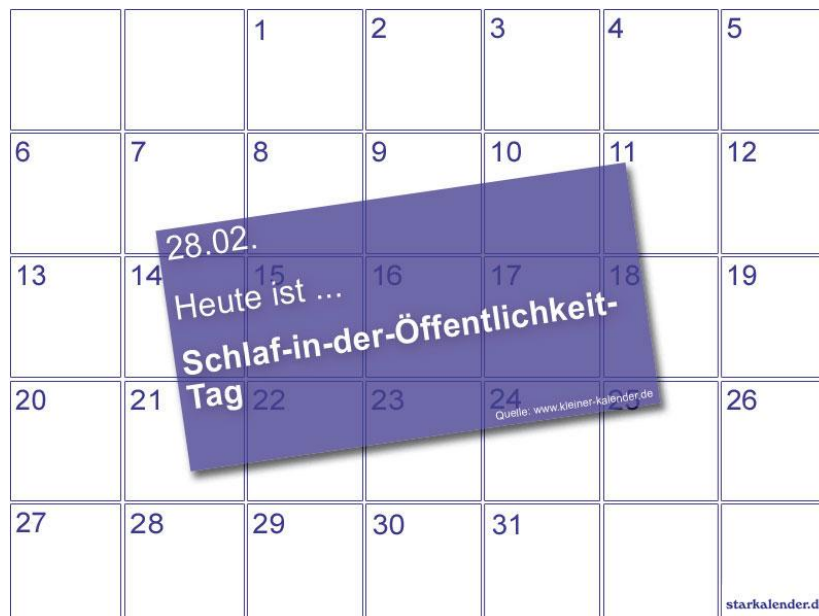 1 2 3 4 5
6 7 8 9 10 11 12
28.02.
13 14 15 16 17 18 19
Heute ist ...
Schlaf-in-der-Öffentlichkeit-
Tag
20 21 22 23 24 25 26
Quelle: www.kleiner-kalender.de
27 28 29 30 31
starkalender.d